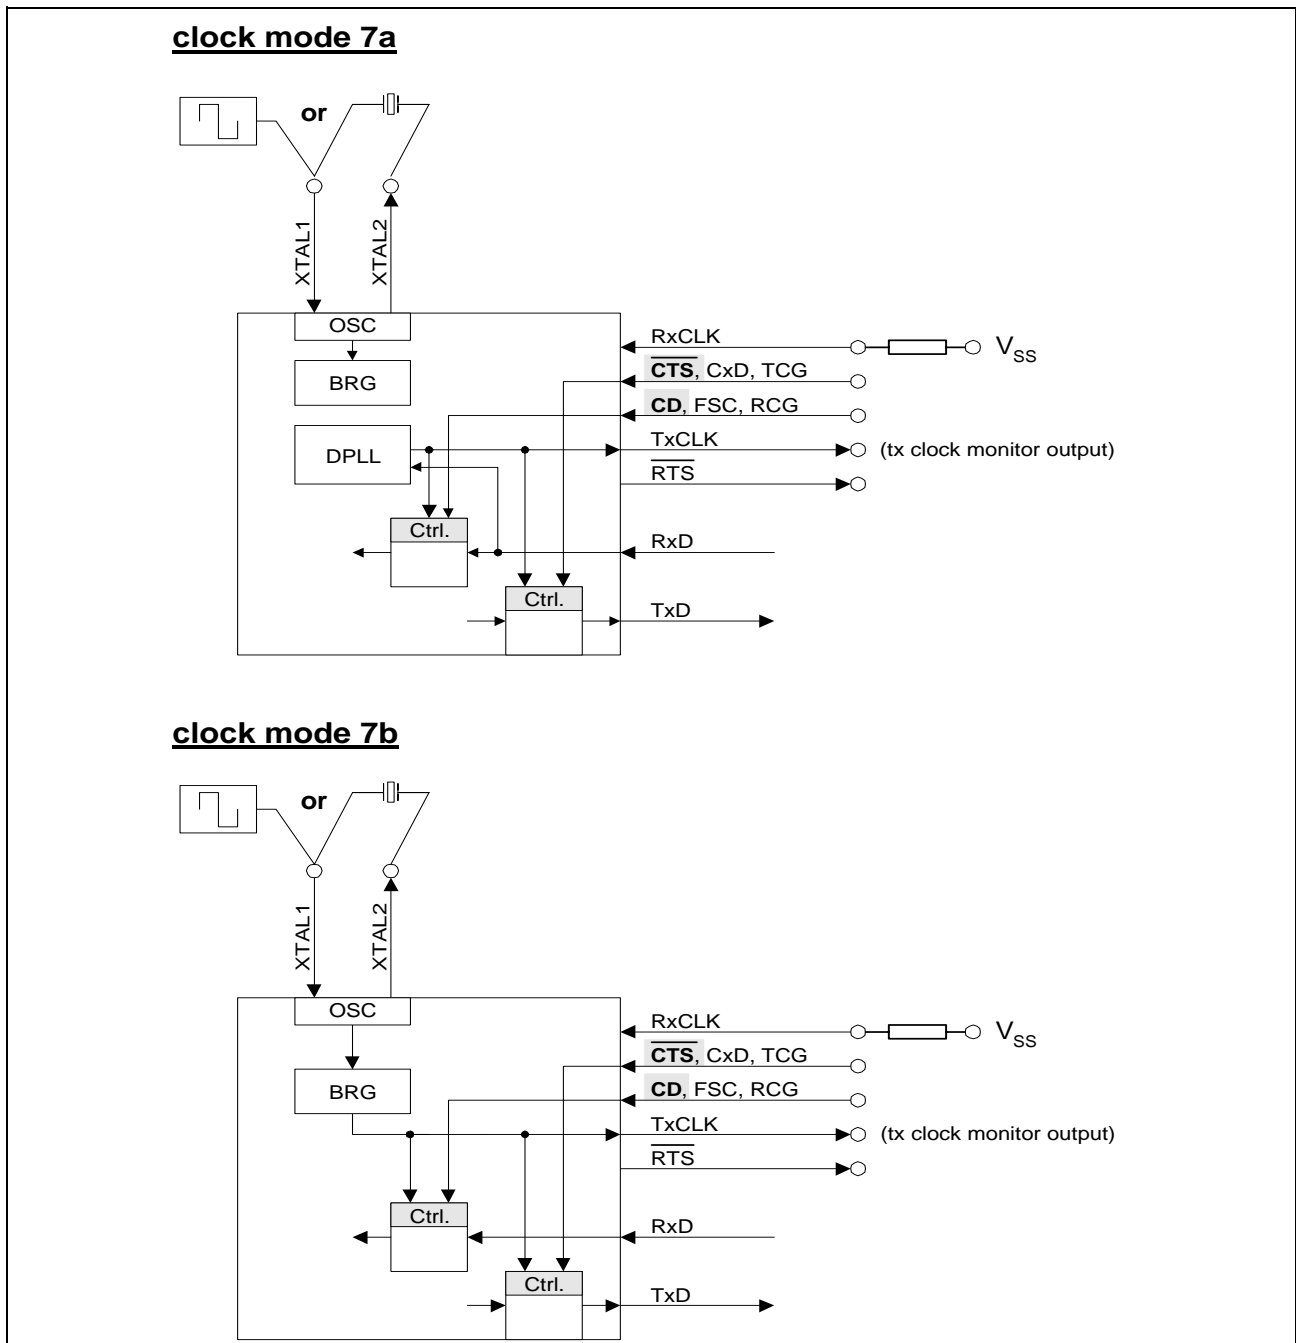 clock mode 7a
or
XTAL1
XTAL2
OSC
RxCLK
VSS
BRG
CTS, CxD, TCG
CD, FSC, RCG
DPLL
TxCLK
(tx clock monitor output)
RTS
Ctrl.
RxD
Ctrl.
TxD
clock mode 7b
or
XTAL1
XTAL2
OSC
RxCLK
VSS
CTS, CxD, TCG
BRG
CD, FSC, RCG
TxCLK
(tx clock monitor output)
RTS
Ctrl.
RxD
Ctrl.
TxD